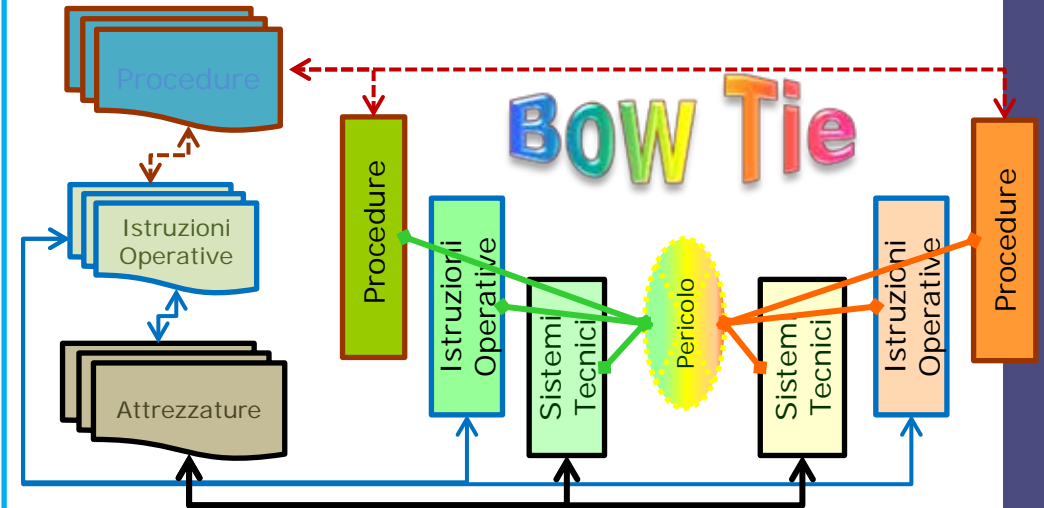 Procedure
Bow Tie
Istruzioni
Operative
Attrezzature
Procedure
Istruzioni
Operative
Sistemi
Tecnici
Pericolo
Sistemi
Tecnici
Istruzioni
Operative
Procedure